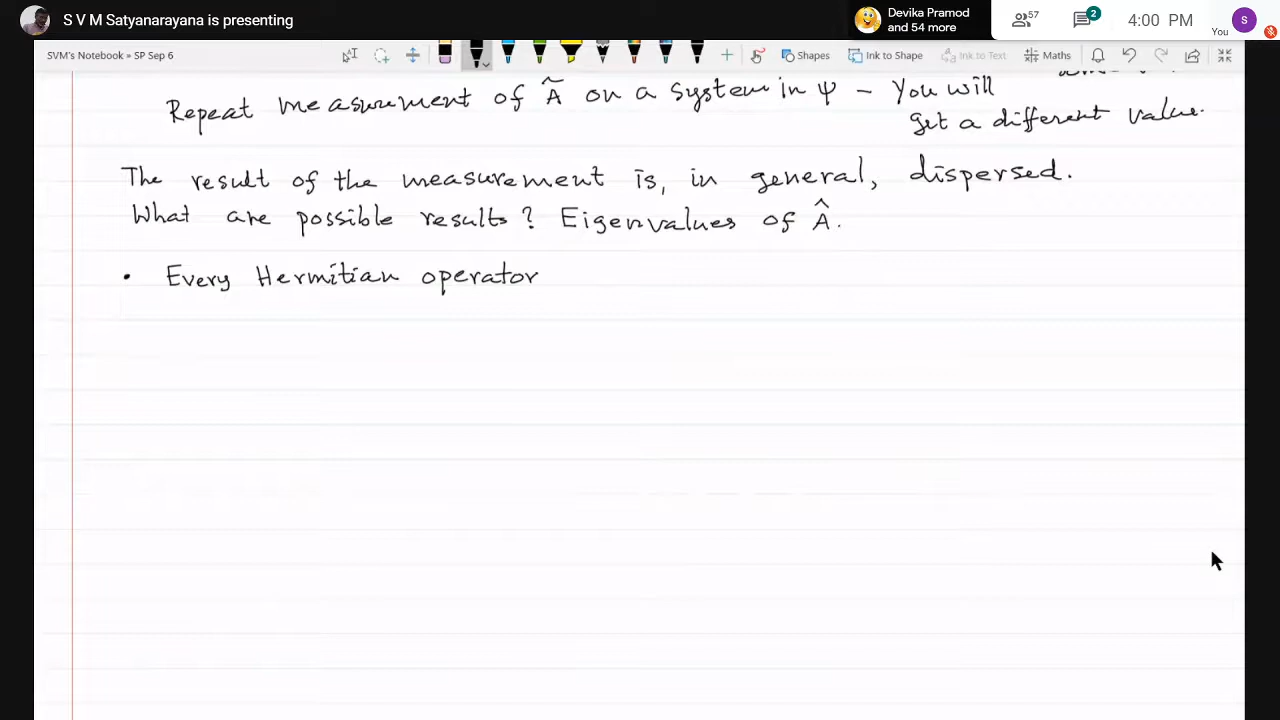 S V M Satyanarayana is presenting
Devika Pramod
and 54 more
57
2
4:00 PM
S
You
SVM's Notebook » SP Sep 6
Shapes
Ink to Shape
Ink to Text
Maths
Repeat measurement of Ã on a system in ψ – You will
get a different value.
The result of the measurement is, in general, dispersed.
What are possible results? Eigenvalues of Â.
• Every Hermitian operator